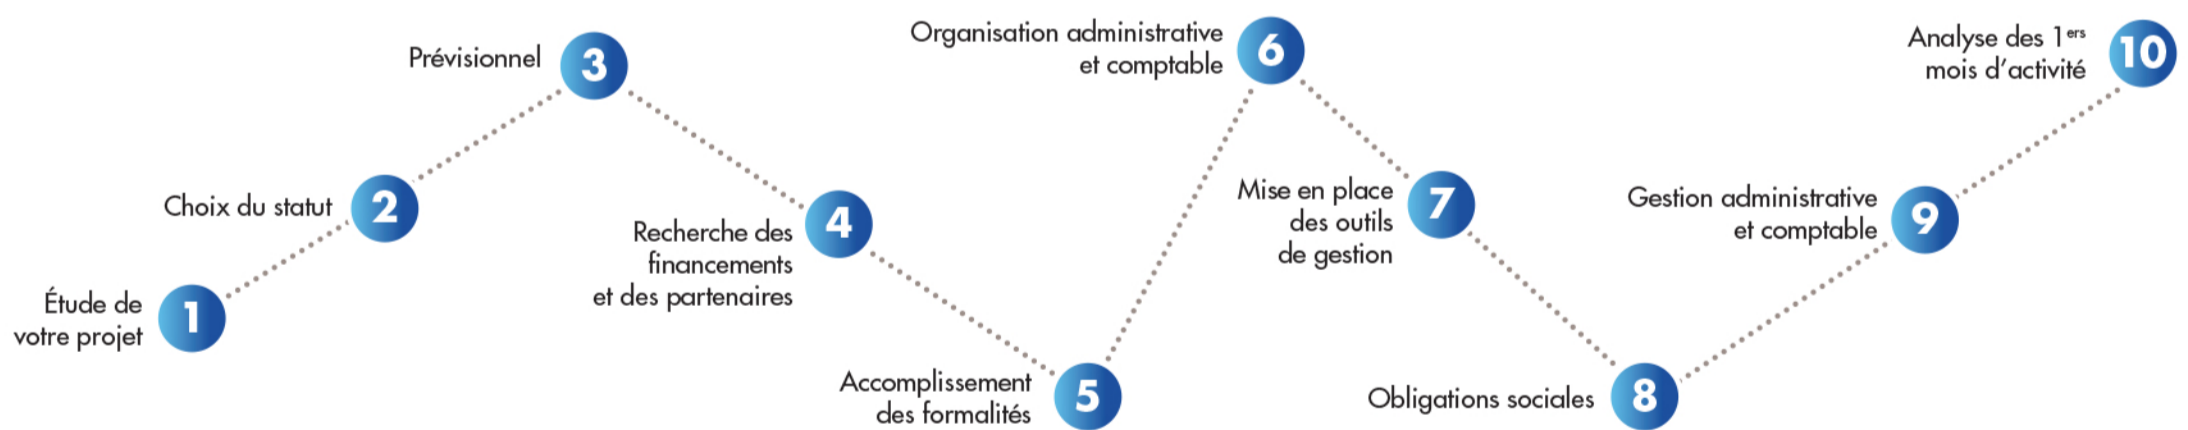 Étude de
votre projet
1
Choix du statut
2
Prévisionnel
3
Recherche des
financements
et des partenaires
4
Accomplissement
des formalités
5
Organisation administrative
et comptable
6
Mise en place
des outils
de gestion
7
Obligations sociales
8
Gestion administrative
et comptable
9
Analyse des 1ers
mois d’activité
10